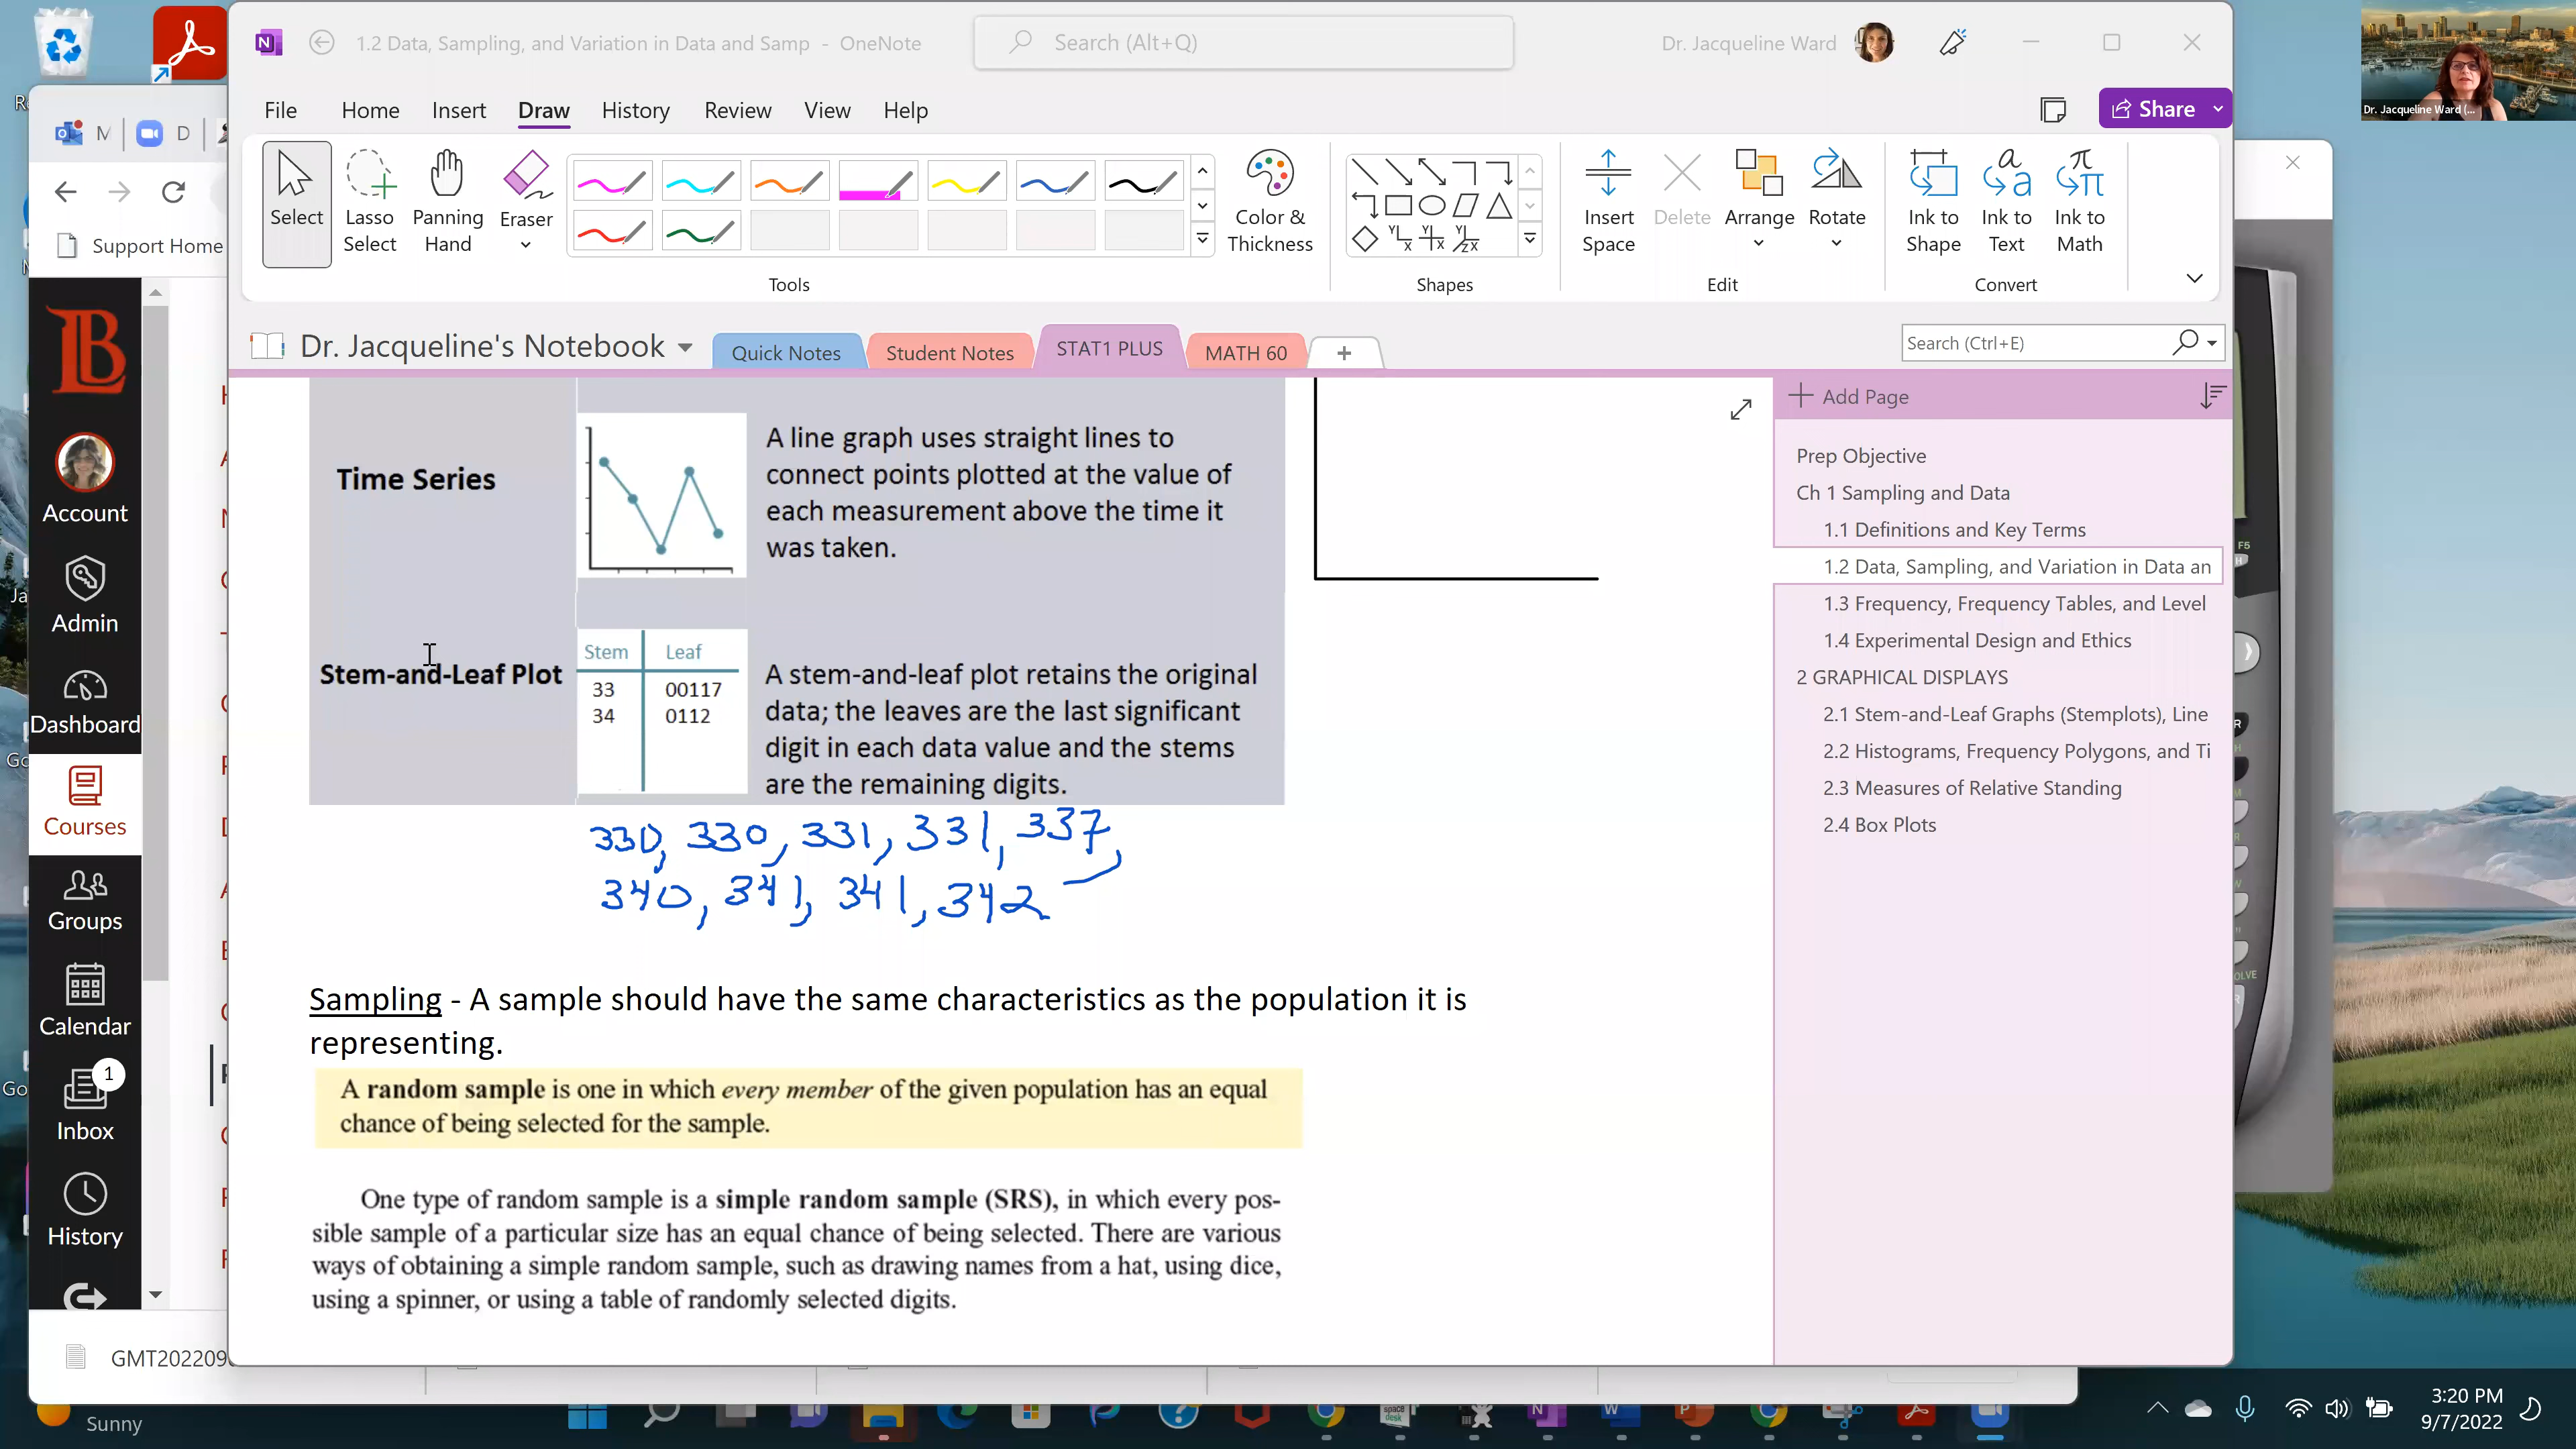 1.2 Data, Sampling, and Variation in Data and Samp - OneNote
Search (Alt+Q)
Dr. Jacqueline Ward
Dr. Jacqueline Ward (...
File Home Insert Draw History Review View Help
Share
M D
Support Home
Select
Lasso Select
Panning Hand
Eraser
Color & Thickness
Insert Space
Delete
Arrange
Rotate
Ink to Shape
Ink to Text
Ink to Math
Tools
Shapes
Edit
Convert
Dr. Jacqueline's Notebook
Quick Notes
Student Notes
STAT1 PLUS
MATH 60
Search (Ctrl+E)
Account
Admin
Dashboard
Courses
Groups
Calendar
1
Inbox
History
Time Series
A line graph uses straight lines to
connect points plotted at the value of
each measurement above the time it
was taken.
Stem-and-Leaf Plot
Stem Leaf
33 00117
34 0112
A stem-and-leaf plot retains the original
data; the leaves are the last significant
digit in each data value and the stems
are the remaining digits.
330, 330, 331, 331, 337,
340, 341, 341, 342
Sampling - A sample should have the same characteristics as the population it is
representing.
A random sample is one in which every member of the given population has an equal
chance of being selected for the sample.
One type of random sample is a simple random sample (SRS), in which every pos-
sible sample of a particular size has an equal chance of being selected. There are various
ways of obtaining a simple random sample, such as drawing names from a hat, using dice,
using a spinner, or using a table of randomly selected digits.
Add Page
Prep Objective
Ch 1 Sampling and Data
1.1 Definitions and Key Terms
1.2 Data, Sampling, and Variation in Data an
1.3 Frequency, Frequency Tables, and Level
1.4 Experimental Design and Ethics
2 GRAPHICAL DISPLAYS
2.1 Stem-and-Leaf Graphs (Stemplots), Line
2.2 Histograms, Frequency Polygons, and Ti
2.3 Measures of Relative Standing
2.4 Box Plots
F5
Sunny
3:20 PM
9/7/2022